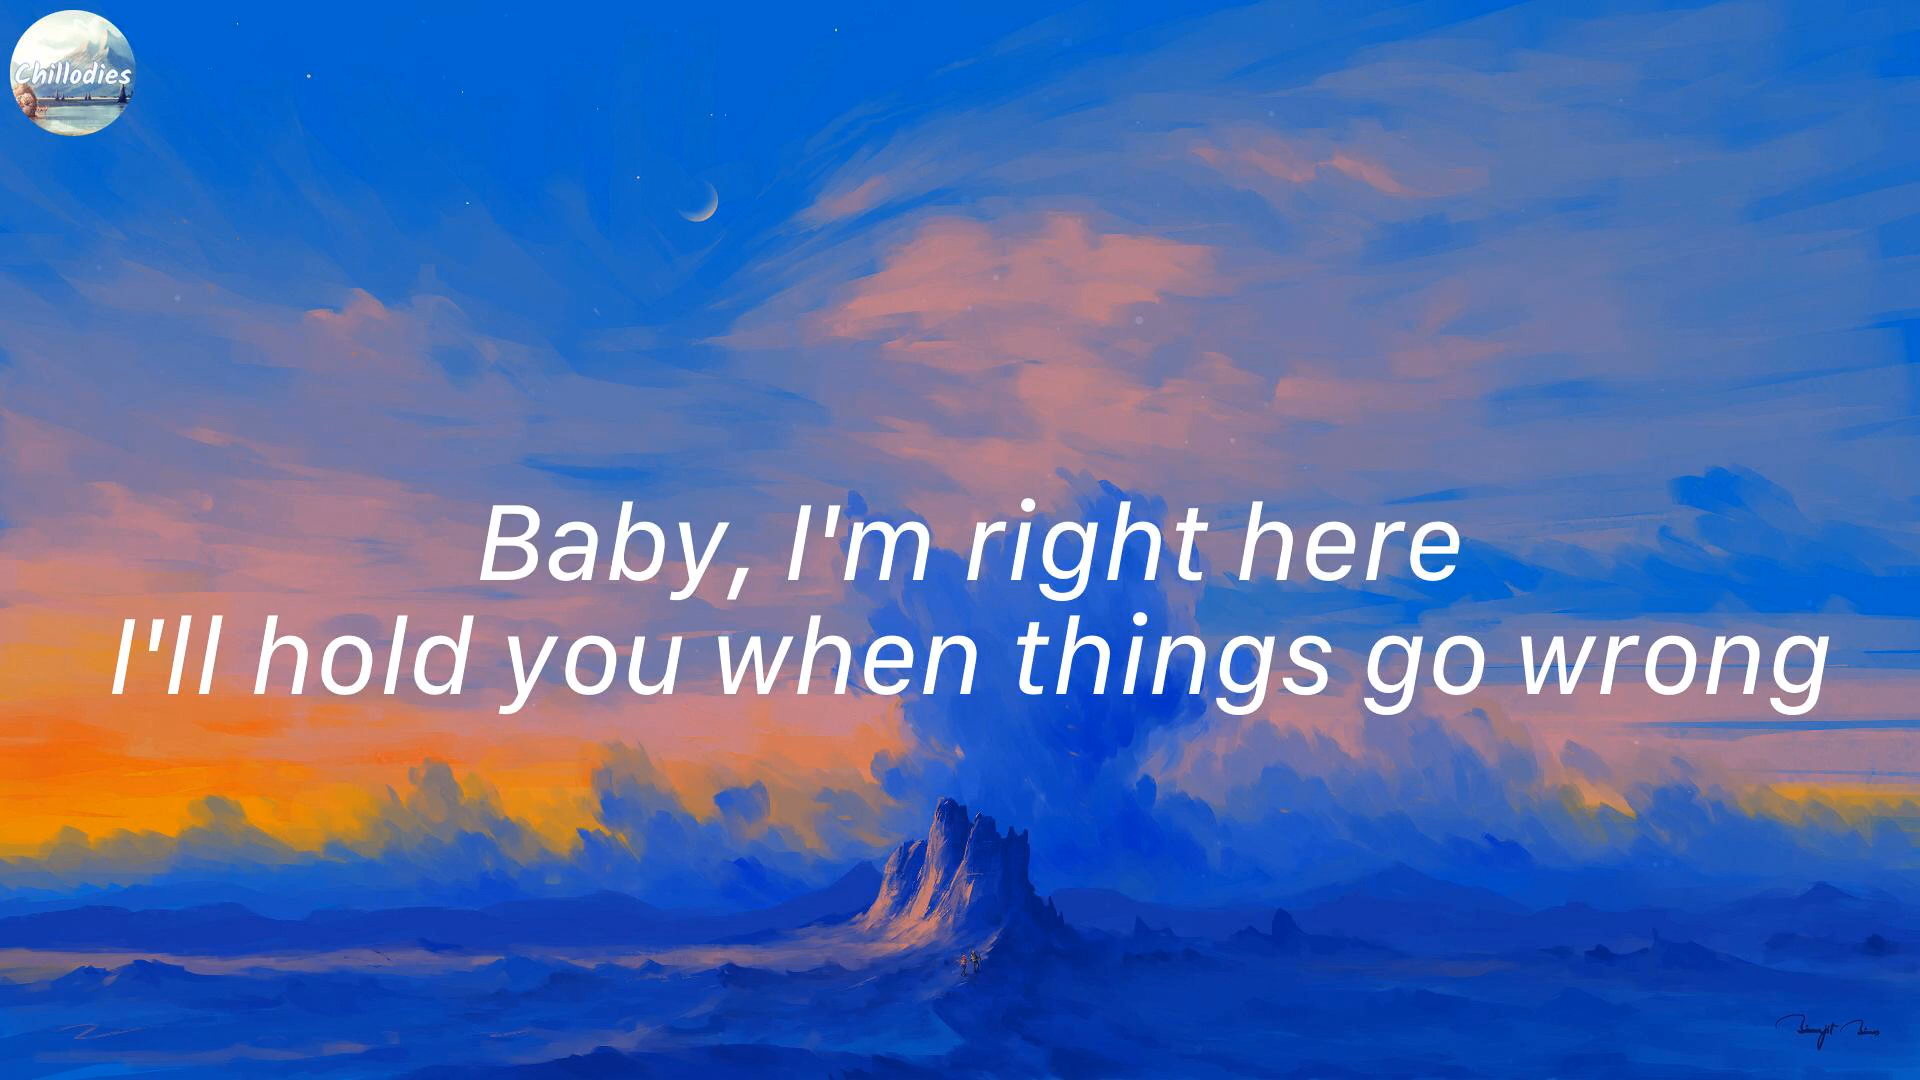 Chillodies
Baby, I'm right here
I'll hold you when things go wrong